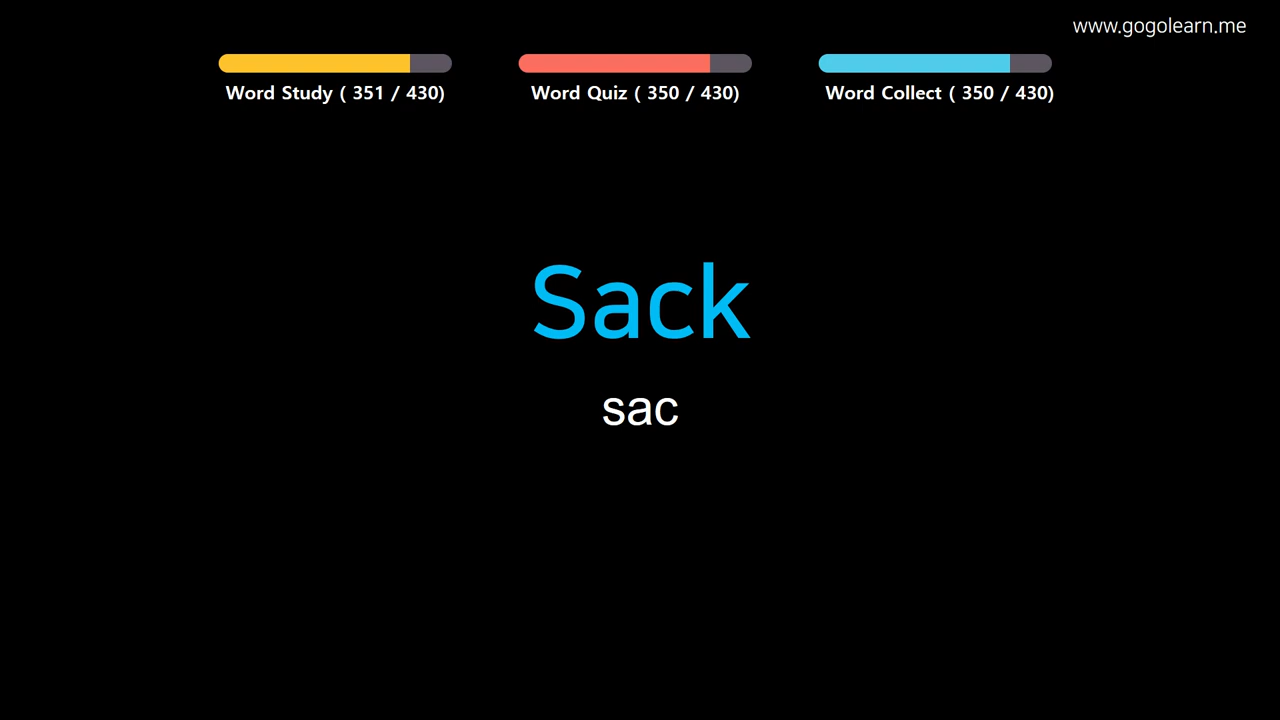 www.gogolearn.me
Word Study ( 351 / 430)
Word Quiz ( 350 / 430)
Word Collect ( 350 / 430)
Sack
sac